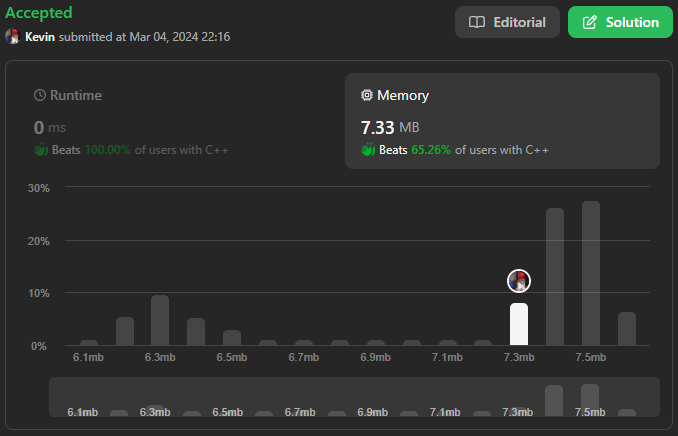 Accepted
Kevin submitted at Mar 04, 2024 22:16
Editorial
Solution
Runtime
0 ms
Beats 100.00% of users with C++
Memory
7.33 MB
Beats 65.26% of users with C++
30%
20%
10%
0%
6.1mb 6.3mb 6.5mb 6.7mb 6.9mb 7.1mb 7.3mb 7.5mb
6.1mb 6.3mb 6.5mb 6.7mb 6.9mb 7.1mb 7.3mb 7.5mb